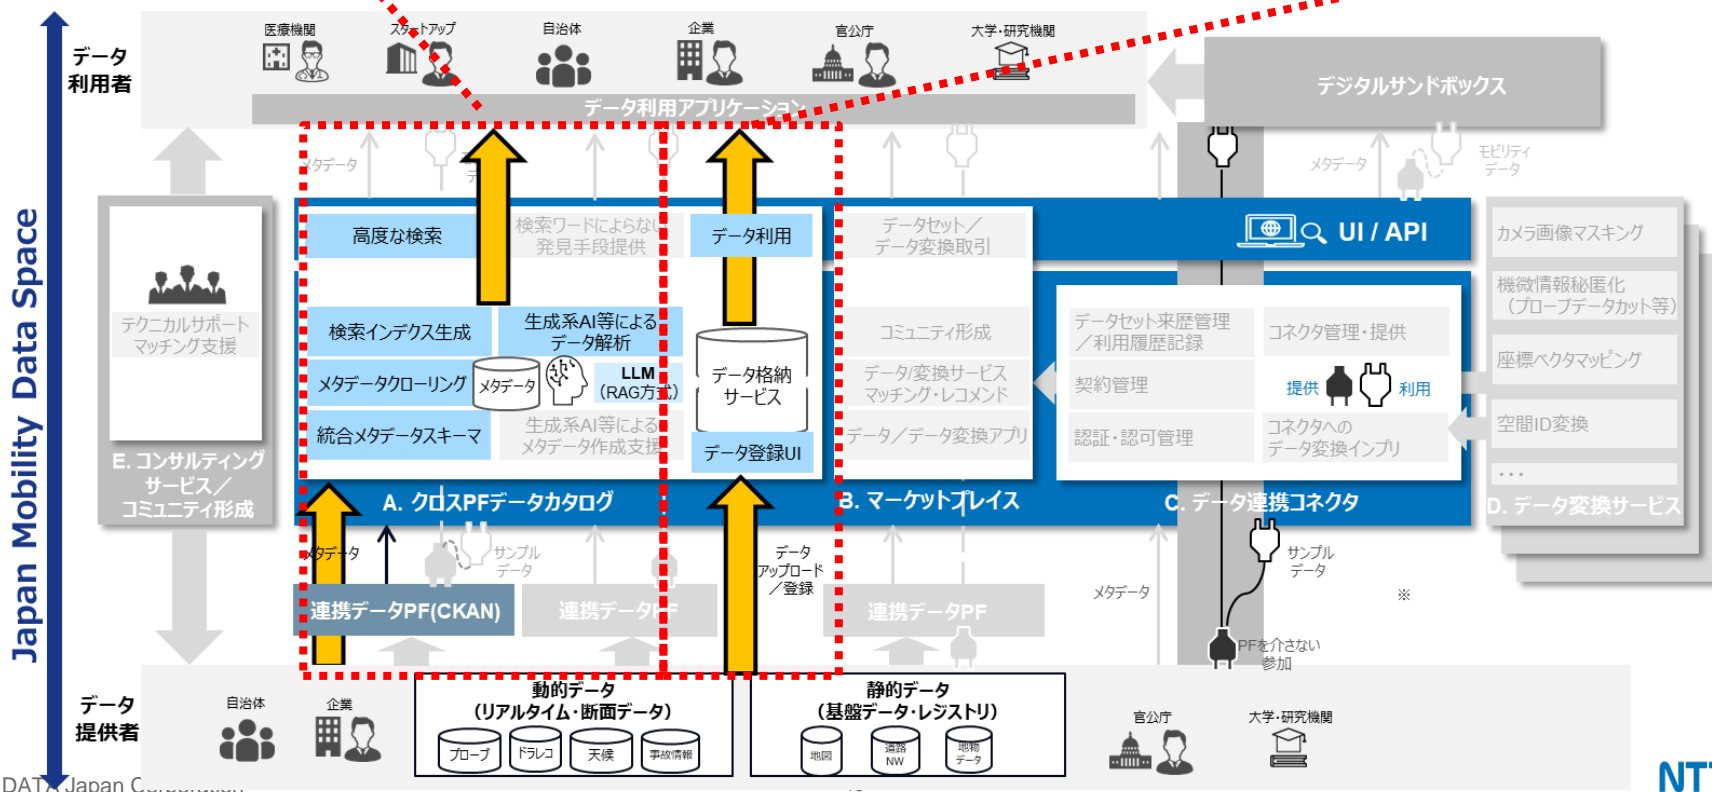 Japan Mobility Data Space
データ
利用者
医療機関
スタートアップ
自治体
企業
官公庁
大学・研究機関
データ利用アプリケーション
デジタルサンドボックス
メタデータ
メタデータ
モビリティ
データ
高度な検索
検索ワードによらない
発見手段提供
データ利用
データセット／
データ変換取引
UI / API
カメラ画像マスキング
機微情報秘匿化
（プローブデータカット等）
座標ベクタマッピング
空間ID変換
...
D. データ変換サービス
テクニカルサポート
マッチング支援
E. コンサルティング
サービス／
コミュニティ形成
検索インデクス生成
生成系AI等による
データ解析
メタデータクローリング
メタデータ
LLM
（RAG方式）
統合メタデータスキーマ
生成系AI等による
メタデータ作成支援
データ格納
サービス
データ登録UI
A. クロスPFデータカタログ
コミュニティ形成
データ/変換サービス
マッチング・レコメンド
データ／データ変換アプリ
B. マーケットプレイス
データセット来歴管理
／利用履歴記録
コネクタ管理・提供
契約管理
提供
利用
認証・認可管理
コネクタへの
データ変換インプリ
C. データ連携コネクタ
メタデータ
サンプル
データ
データ
アップロード
／登録
メタデータ
サンプル
データ
※
連携データPF(CKAN)
連携データPF
連携データPF
PFを介さない
参加
データ
提供者
自治体
企業
動的データ
（リアルタイム・断面データ）
プローブ
ドラレコ
天候
事故情報
静的データ
（基盤データ・レジストリ）
地図
道路
NW
地物
データ
官公庁
大学・研究機関
DATA Japan Corporation
NTT